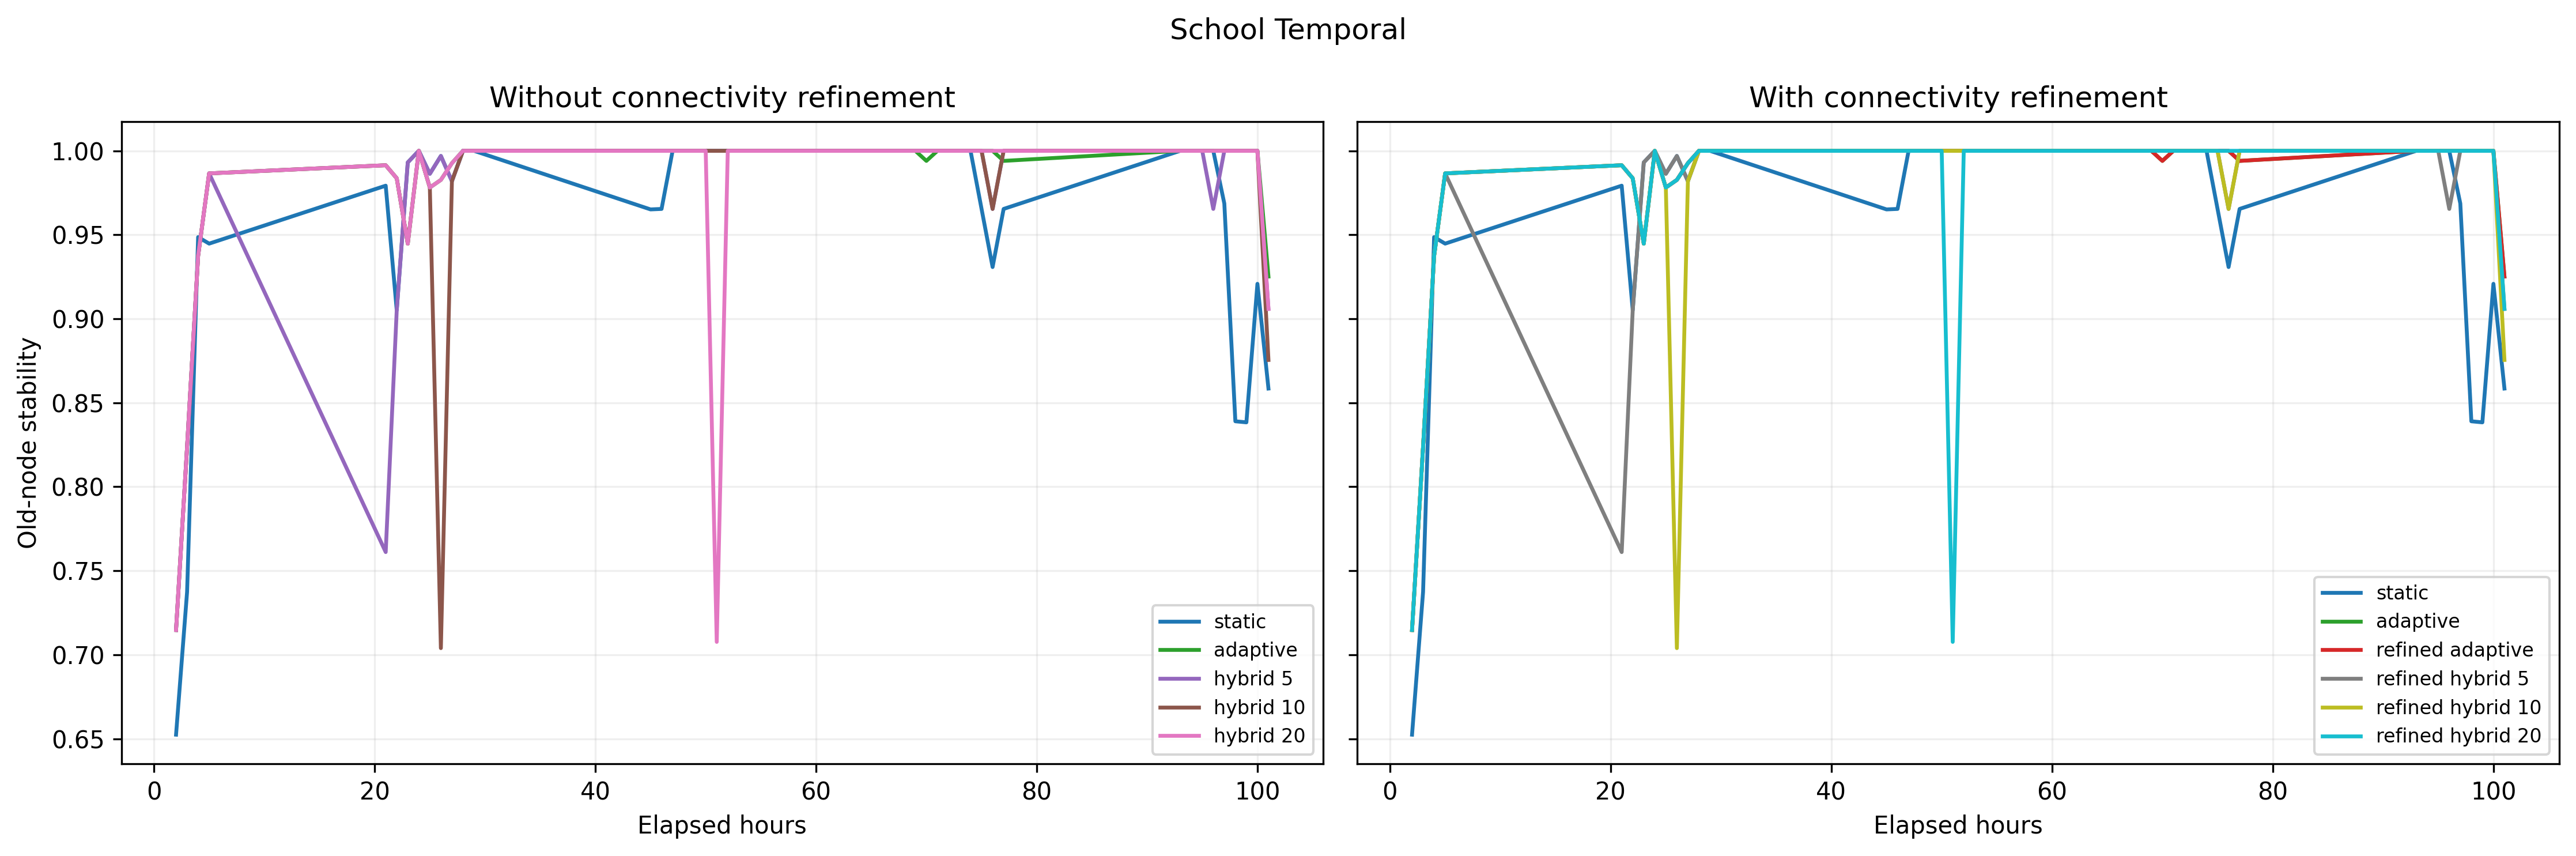 School Temporal
Without connectivity refinement
1.00
0.95
0.90
0.85
0.80
0.75
0.70
0.65
Old-node stability
0 20 40 60 80 100
Elapsed hours
static
adaptive
hybrid 5
hybrid 10
hybrid 20
With connectivity refinement
0 20 40 60 80 100
Elapsed hours
static
adaptive
refined adaptive
refined hybrid 5
refined hybrid 10
refined hybrid 20